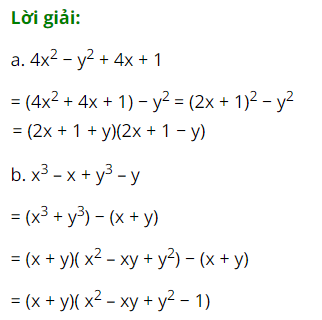 Lời giải:
a. 4x² − y² + 4x + 1
= (4x² + 4x + 1) − y² = (2x + 1)² − y²
= (2x + 1 + y)(2x + 1 − y)
b. x³ – x + y³ – y
= (x³ + y³) − (x + y)
= (x + y)( x² – xy + y²) − (x + y)
= (x + y)( x² – xy + y² − 1)